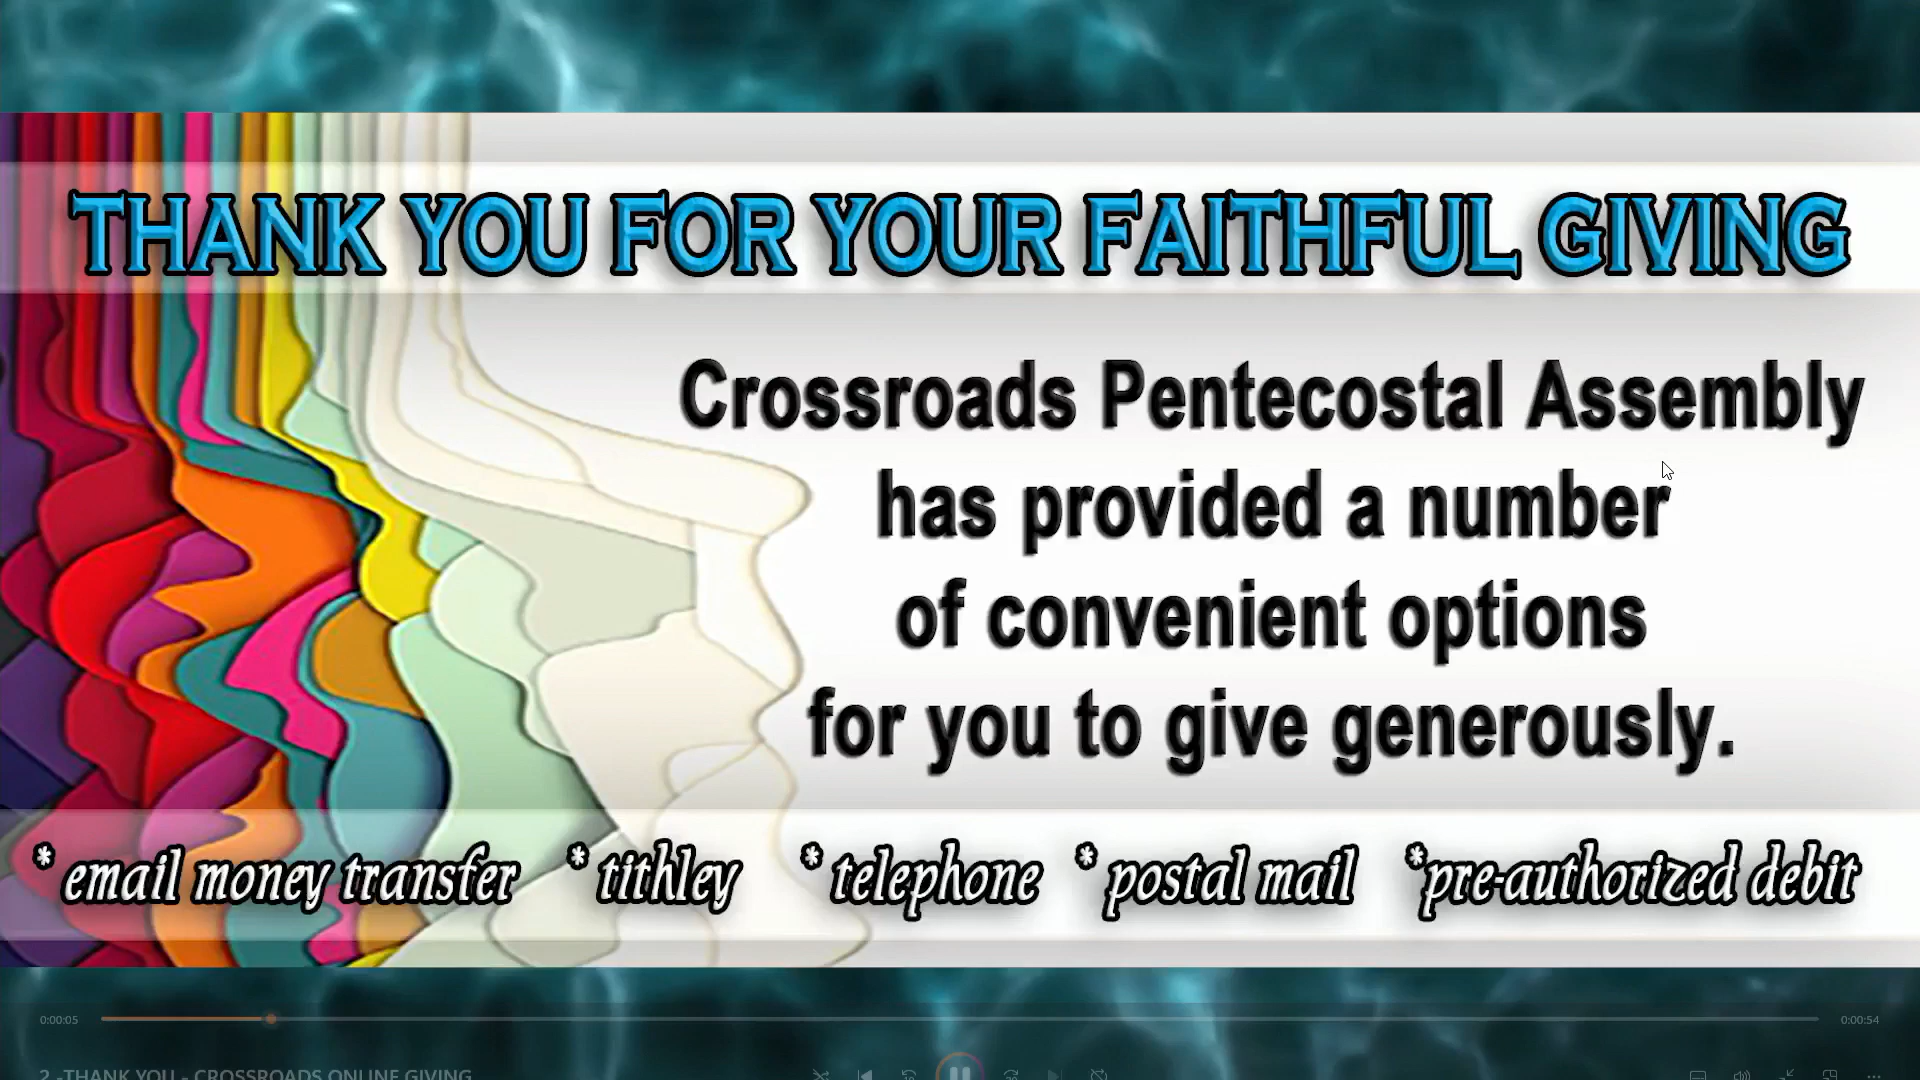 THANK YOU FOR YOUR FAITHFUL GIVING
Crossroads Pentecostal Assembly
has provided a number
of convenient options
for you to give generously.
* email money transfer * tithley * telephone * postal mail *pre-authorized debit
0:00:05 0:00:54
2 -THANK YOU - CROSSROADS ONLINE GIVING